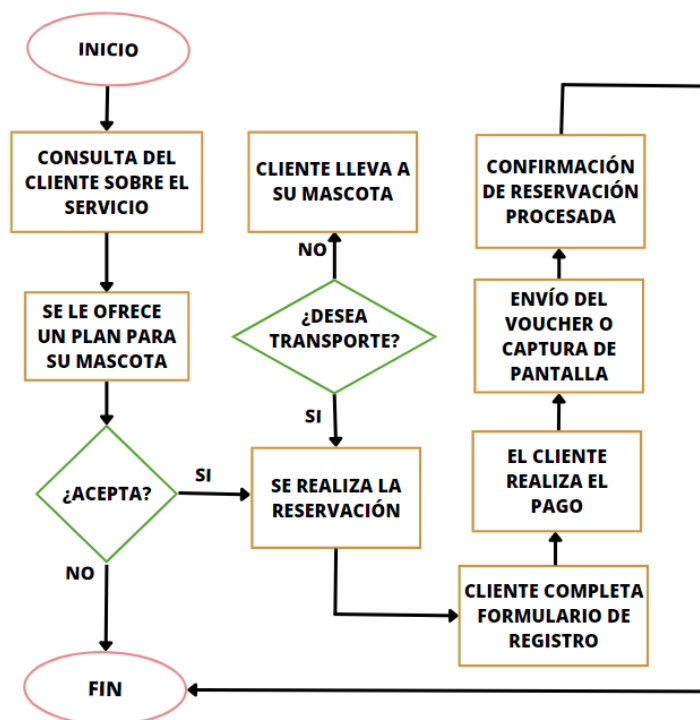 INICIO
CONSULTA DEL
CLIENTE SOBRE EL
SERVICIO
SE LE OFRECE
UN PLAN PARA
SU MASCOTA
¿ACEPTA?
SI
NO
FIN
CLIENTE LLEVA A
SU MASCOTA
NO
¿DESEA
TRANSPORTE?
SI
SE REALIZA LA
RESERVACIÓN
CONFIRMACIÓN
DE RESERVACIÓN
PROCESADA
ENVÍO DEL
VOUCHER O
CAPTURA DE
PANTALLA
EL CLIENTE
REALIZA EL
PAGO
CLIENTE COMPLETA
FORMULARIO DE
REGISTRO